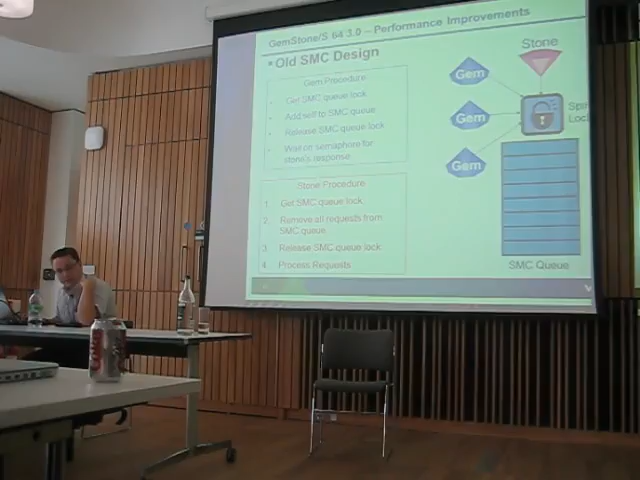 GemStone/S 64 3.0 – Performance Improvements
Old SMC Design
Gem Procedure
Get SMC queue lock
Add self to SMC queue
Release SMC queue lock
Wait on semaphore for
stone's response
Stone Procedure
1. Get SMC queue lock
2. Remove all requests from
SMC queue
3. Release SMC queue lock
4. Process Requests
Stone
Gem
Gem
Gem
Spin
Lock
SMC Queue